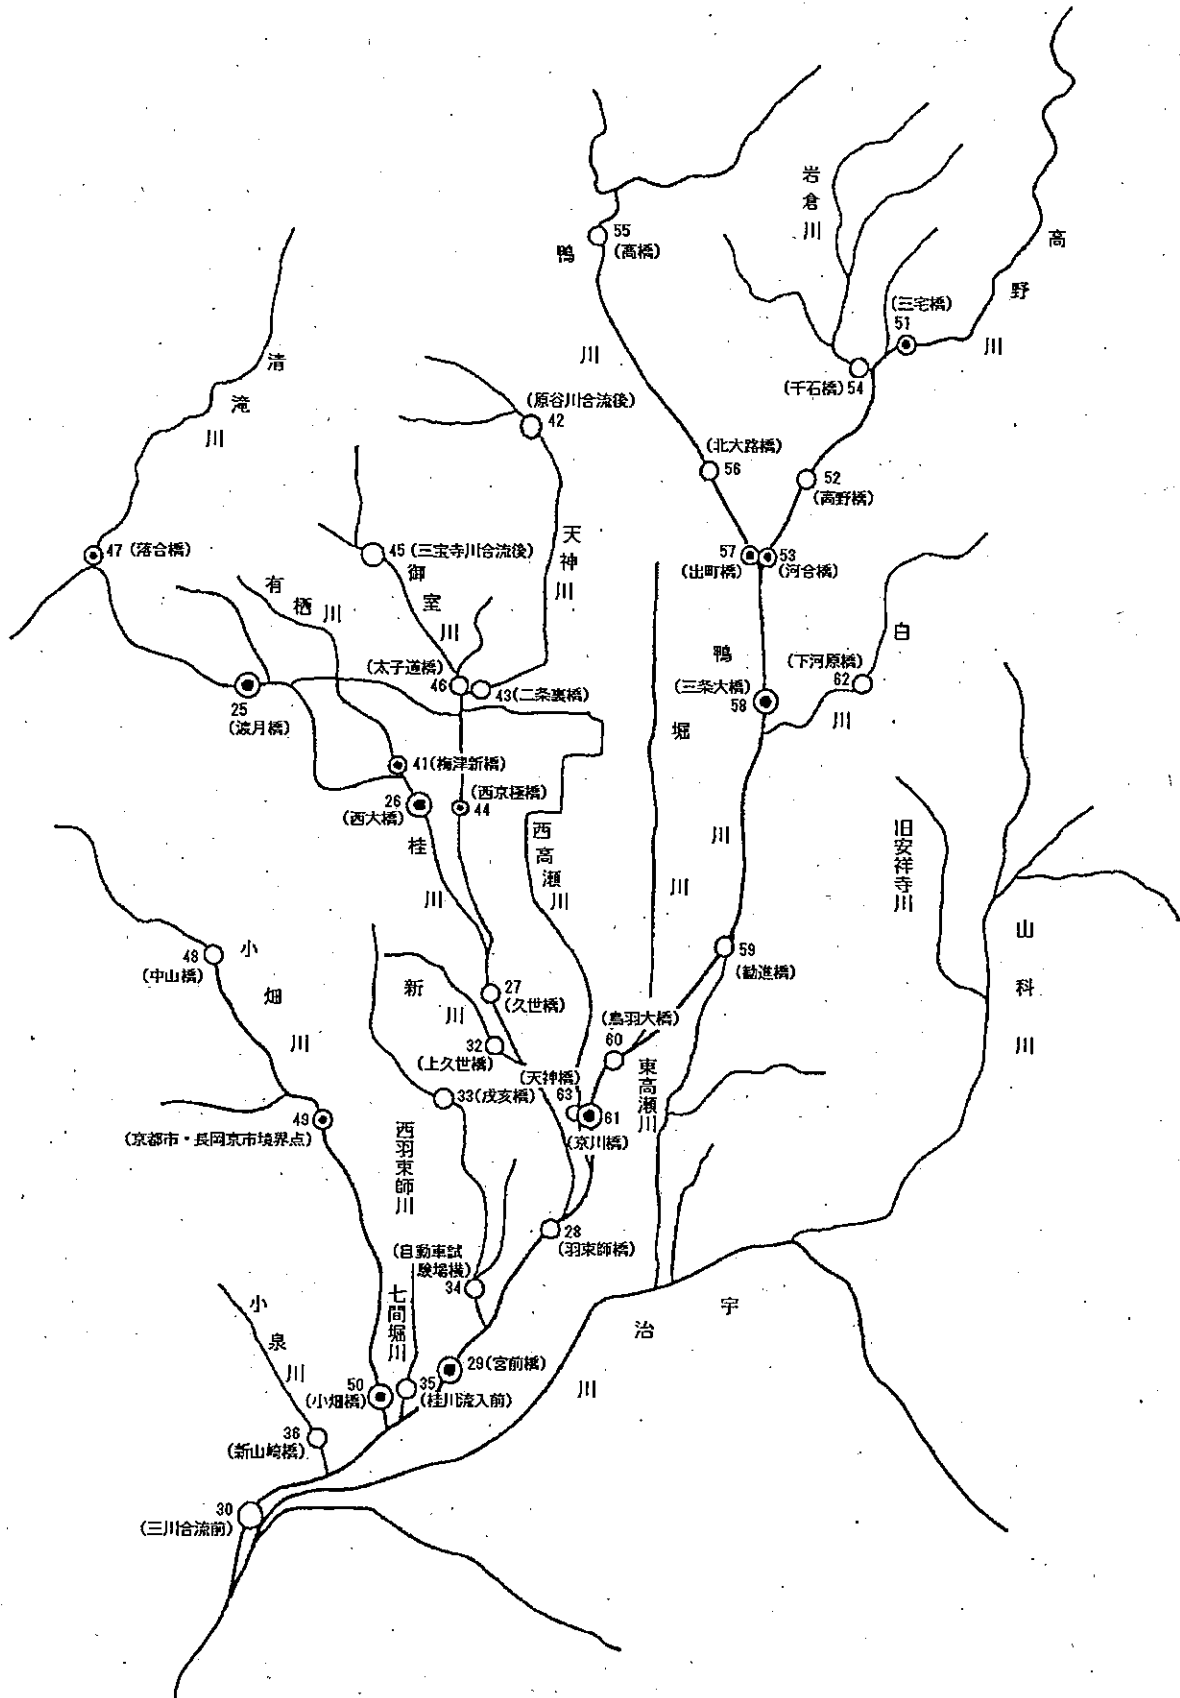 岩倉川
高野川
鴨川
55
(高橋)
(三宅橋)
51
(千石橋) 54
清滝川
(原谷川合流後)
42
(北大路橋)
56
52
(高野橋)
47 (落合橋)
45 (三宝寺川合流後)
天神川
御室川
有栖川
57
(出町橋)
53
(河合橋)
白川
(下河原橋)
62
鴨川
(三条大橋)
58
(太子道橋)
46
43(二条裏橋)
25
(渡月橋)
41(梅津新橋)
26
(西大橋)
(西京極橋)
44
堀川
西高瀬川
桂川
旧安祥寺川
山科川
小畑川
48
(中山橋)
新川
27
(久世橋)
59
(勧進橋)
32
(上久世橋)
(鳥羽大橋)
60
(天神橋)
63
61
(京川橋)
東高瀬川
33(戌亥橋)
49
(京都市・長岡京市境界点)
西羽束師川
28
(羽束師橋)
(自動車試
験場横)
34
七間堀川
小泉川
宇治川
29(宮前橋)
50
(小畑橋)
35
(桂川流入前)
36
(新山崎橋)
30
(三川合流前)